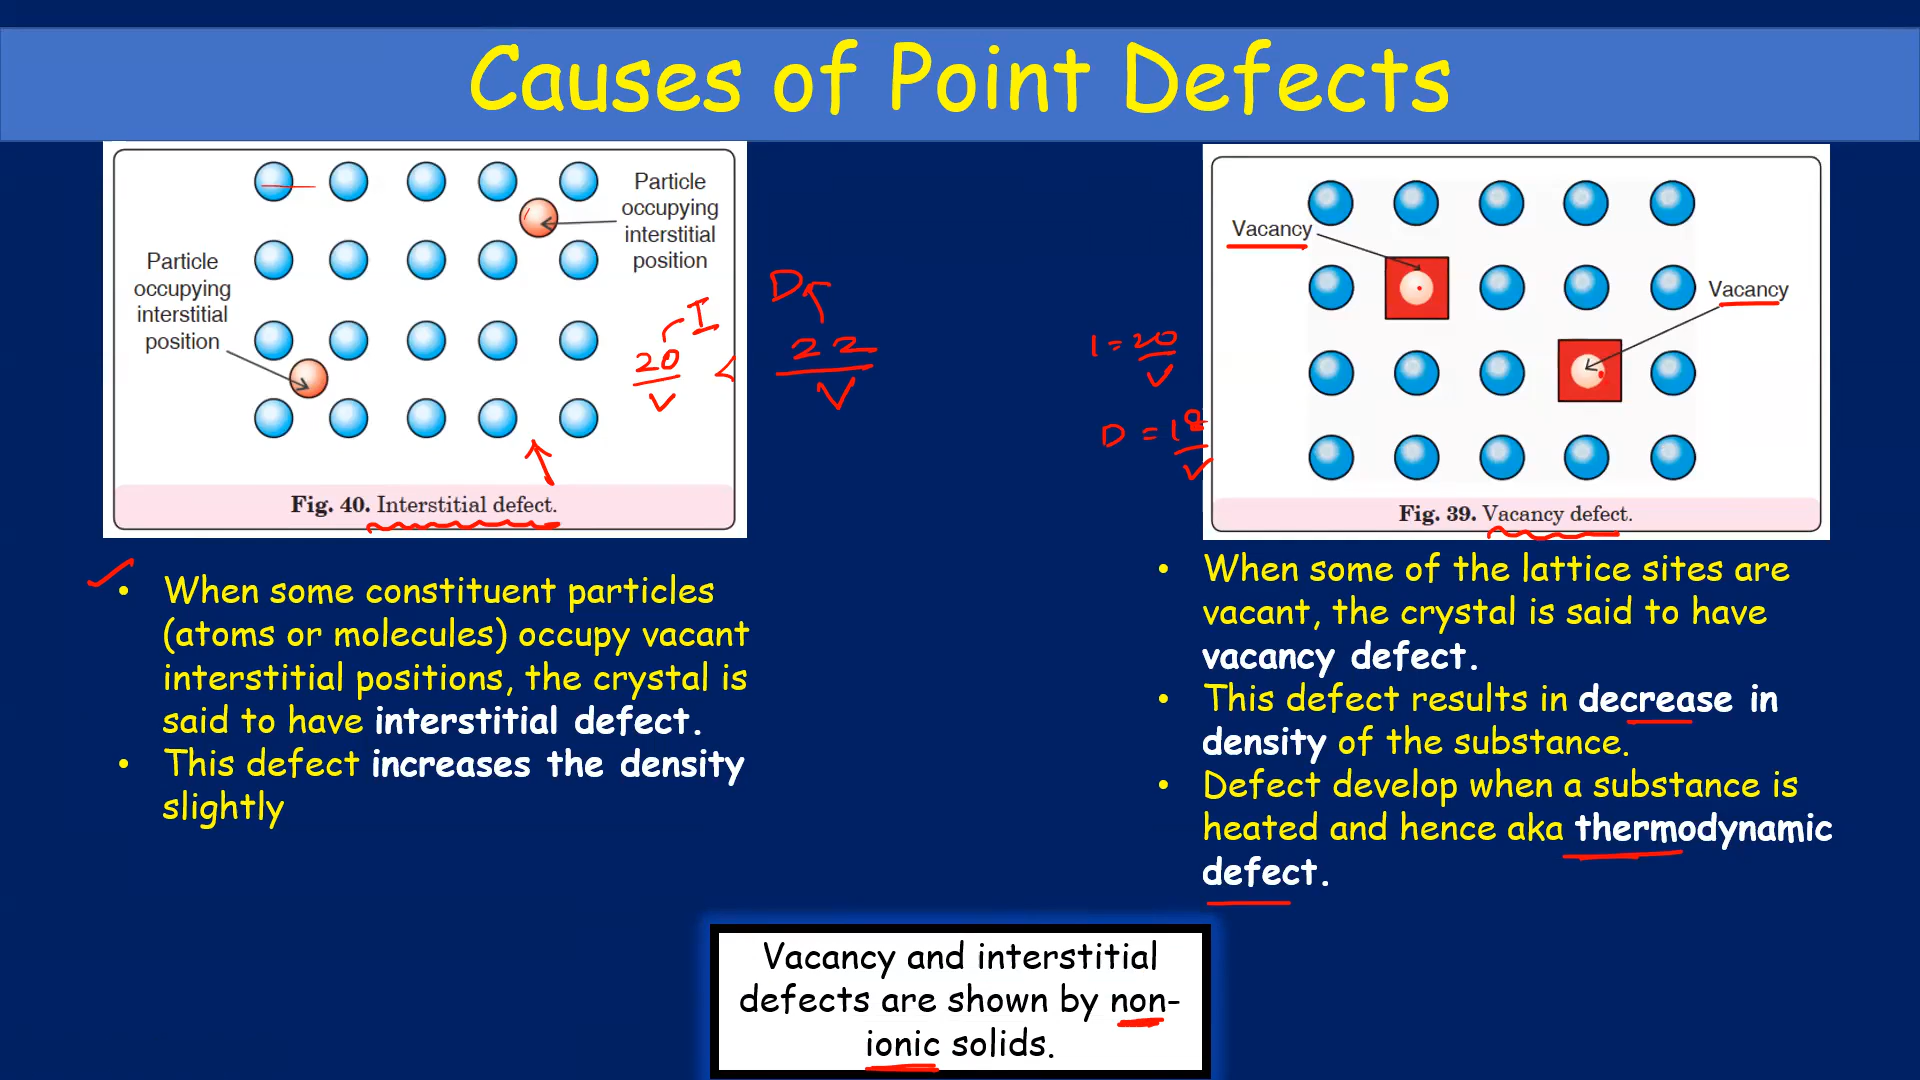 Causes of Point Defects
Particle
occupying
interstitial
position
Particle
occupying
interstitial
position
Fig. 40. Interstitial defect.
I
20
V
<
D
22
V
I = 20
V
D = 18
V
Vacancy
Vacancy
Fig. 39. Vacancy defect.
• When some constituent particles
(atoms or molecules) occupy vacant
interstitial positions, the crystal is
said to have interstitial defect.
• This defect increases the density
slightly
• When some of the lattice sites are
vacant, the crystal is said to have
vacancy defect.
• This defect results in decrease in
density of the substance.
• Defect develop when a substance is
heated and hence aka thermodynamic
defect.
Vacancy and interstitial
defects are shown by non-
ionic solids.